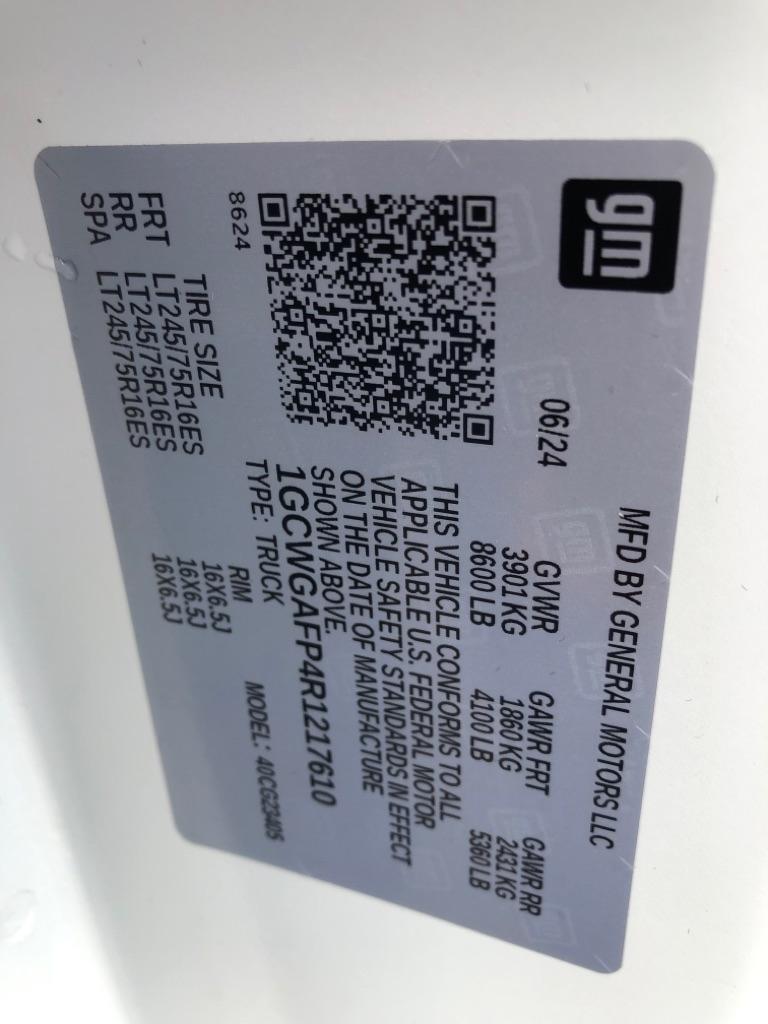 gm
MFD BY GENERAL MOTORS LLC
06/24
GVWR GAWR FRT GAWR RR
3901 KG 1860 KG 2431 KG
8600 LB 4100 LB 5360 LB
THIS VEHICLE CONFORMS TO ALL
APPLICABLE U.S. FEDERAL MOTOR
VEHICLE SAFETY STANDARDS IN EFFECT
ON THE DATE OF MANUFACTURE
SHOWN ABOVE.
1GCWGAFP4R1217610
TYPE: TRUCK MODEL: 40CG23405
8624
TIRE SIZE RIM
FRT LT245/75R16ES 16X6.5J
RR LT245/75R16ES 16X6.5J
SPA LT245/75R16ES 16X6.5J